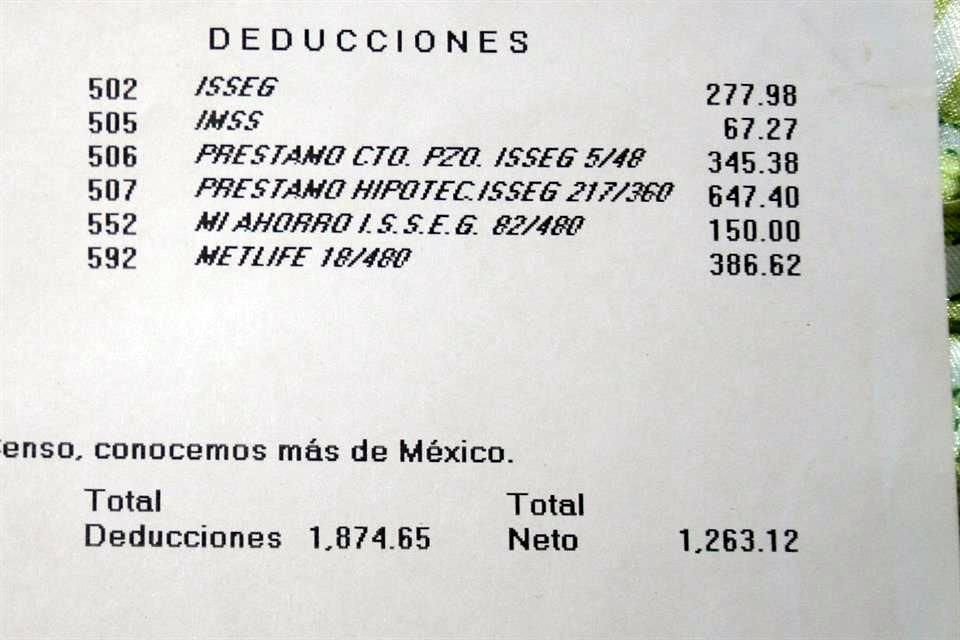 DEDUCCIONES
502 ISSEG 277.98
505 IMSS 67.27
506 PRESTAMO CTO. PZO. ISSEG 5/48 345.38
507 PRESTAMO HIPOTEC.ISSEG 217/360 647.40
552 MI AHORRO I.S.S.E.G. 82/480 150.00
592 METLIFE 18/480 386.62
enso, conocemos más de México.
Total Total
Deducciones 1,874.65 Neto 1,263.12